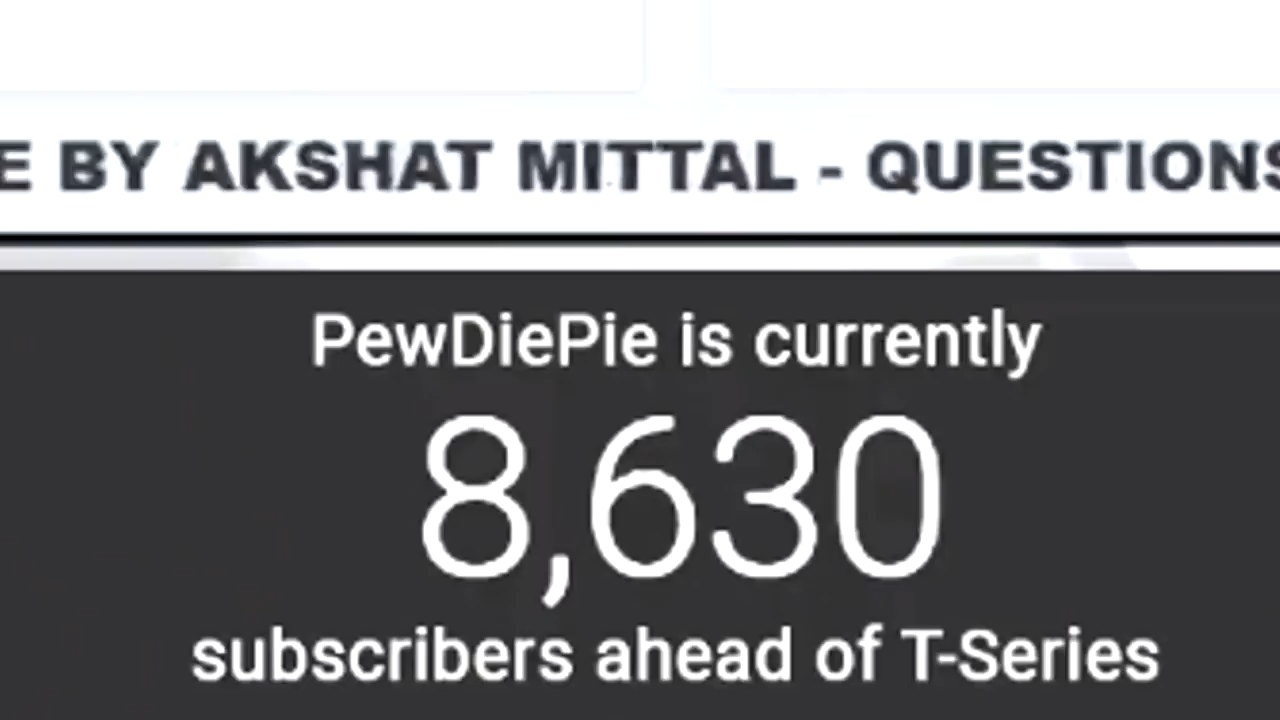 E BY AKSHAT MITTAL - QUESTIONS
PewDiePie is currently
8,630
subscribers ahead of T-Series